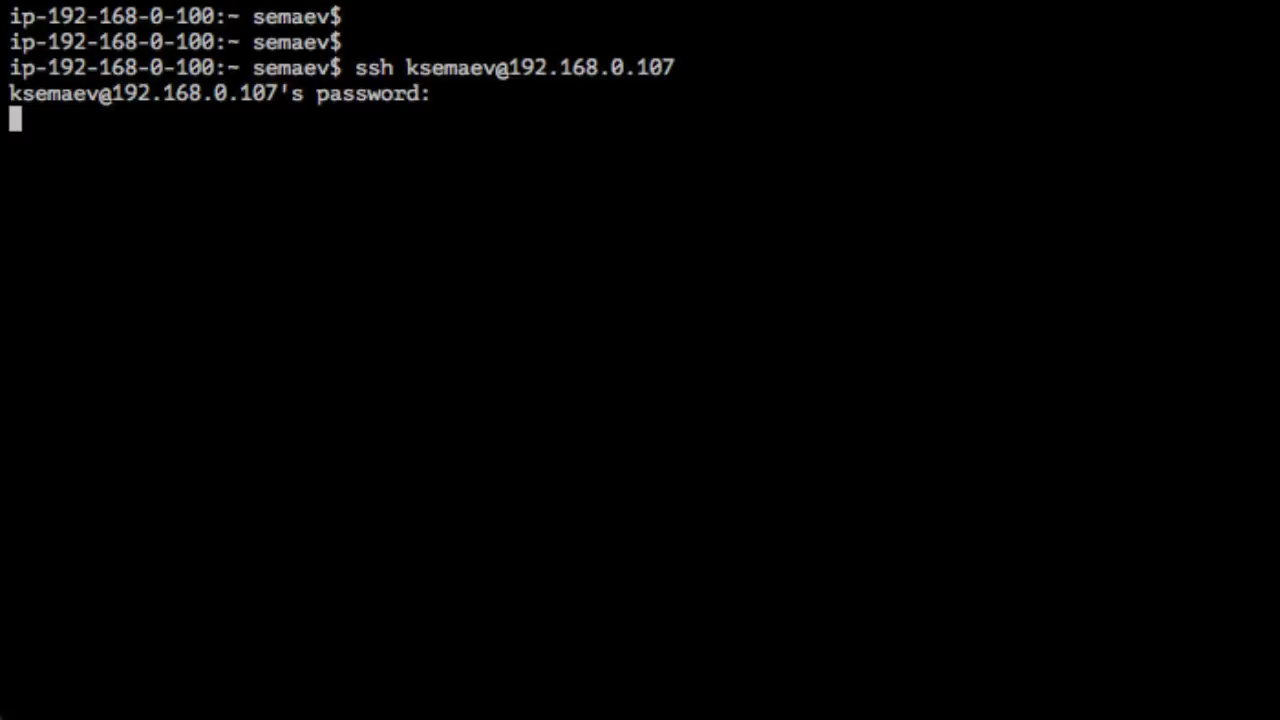 ip-192-168-0-100:~ semaev$
ip-192-168-0-100:~ semaev$
ip-192-168-0-100:~ semaev$ ssh ksemaev@192.168.0.107
ksemaev@192.168.0.107's password: